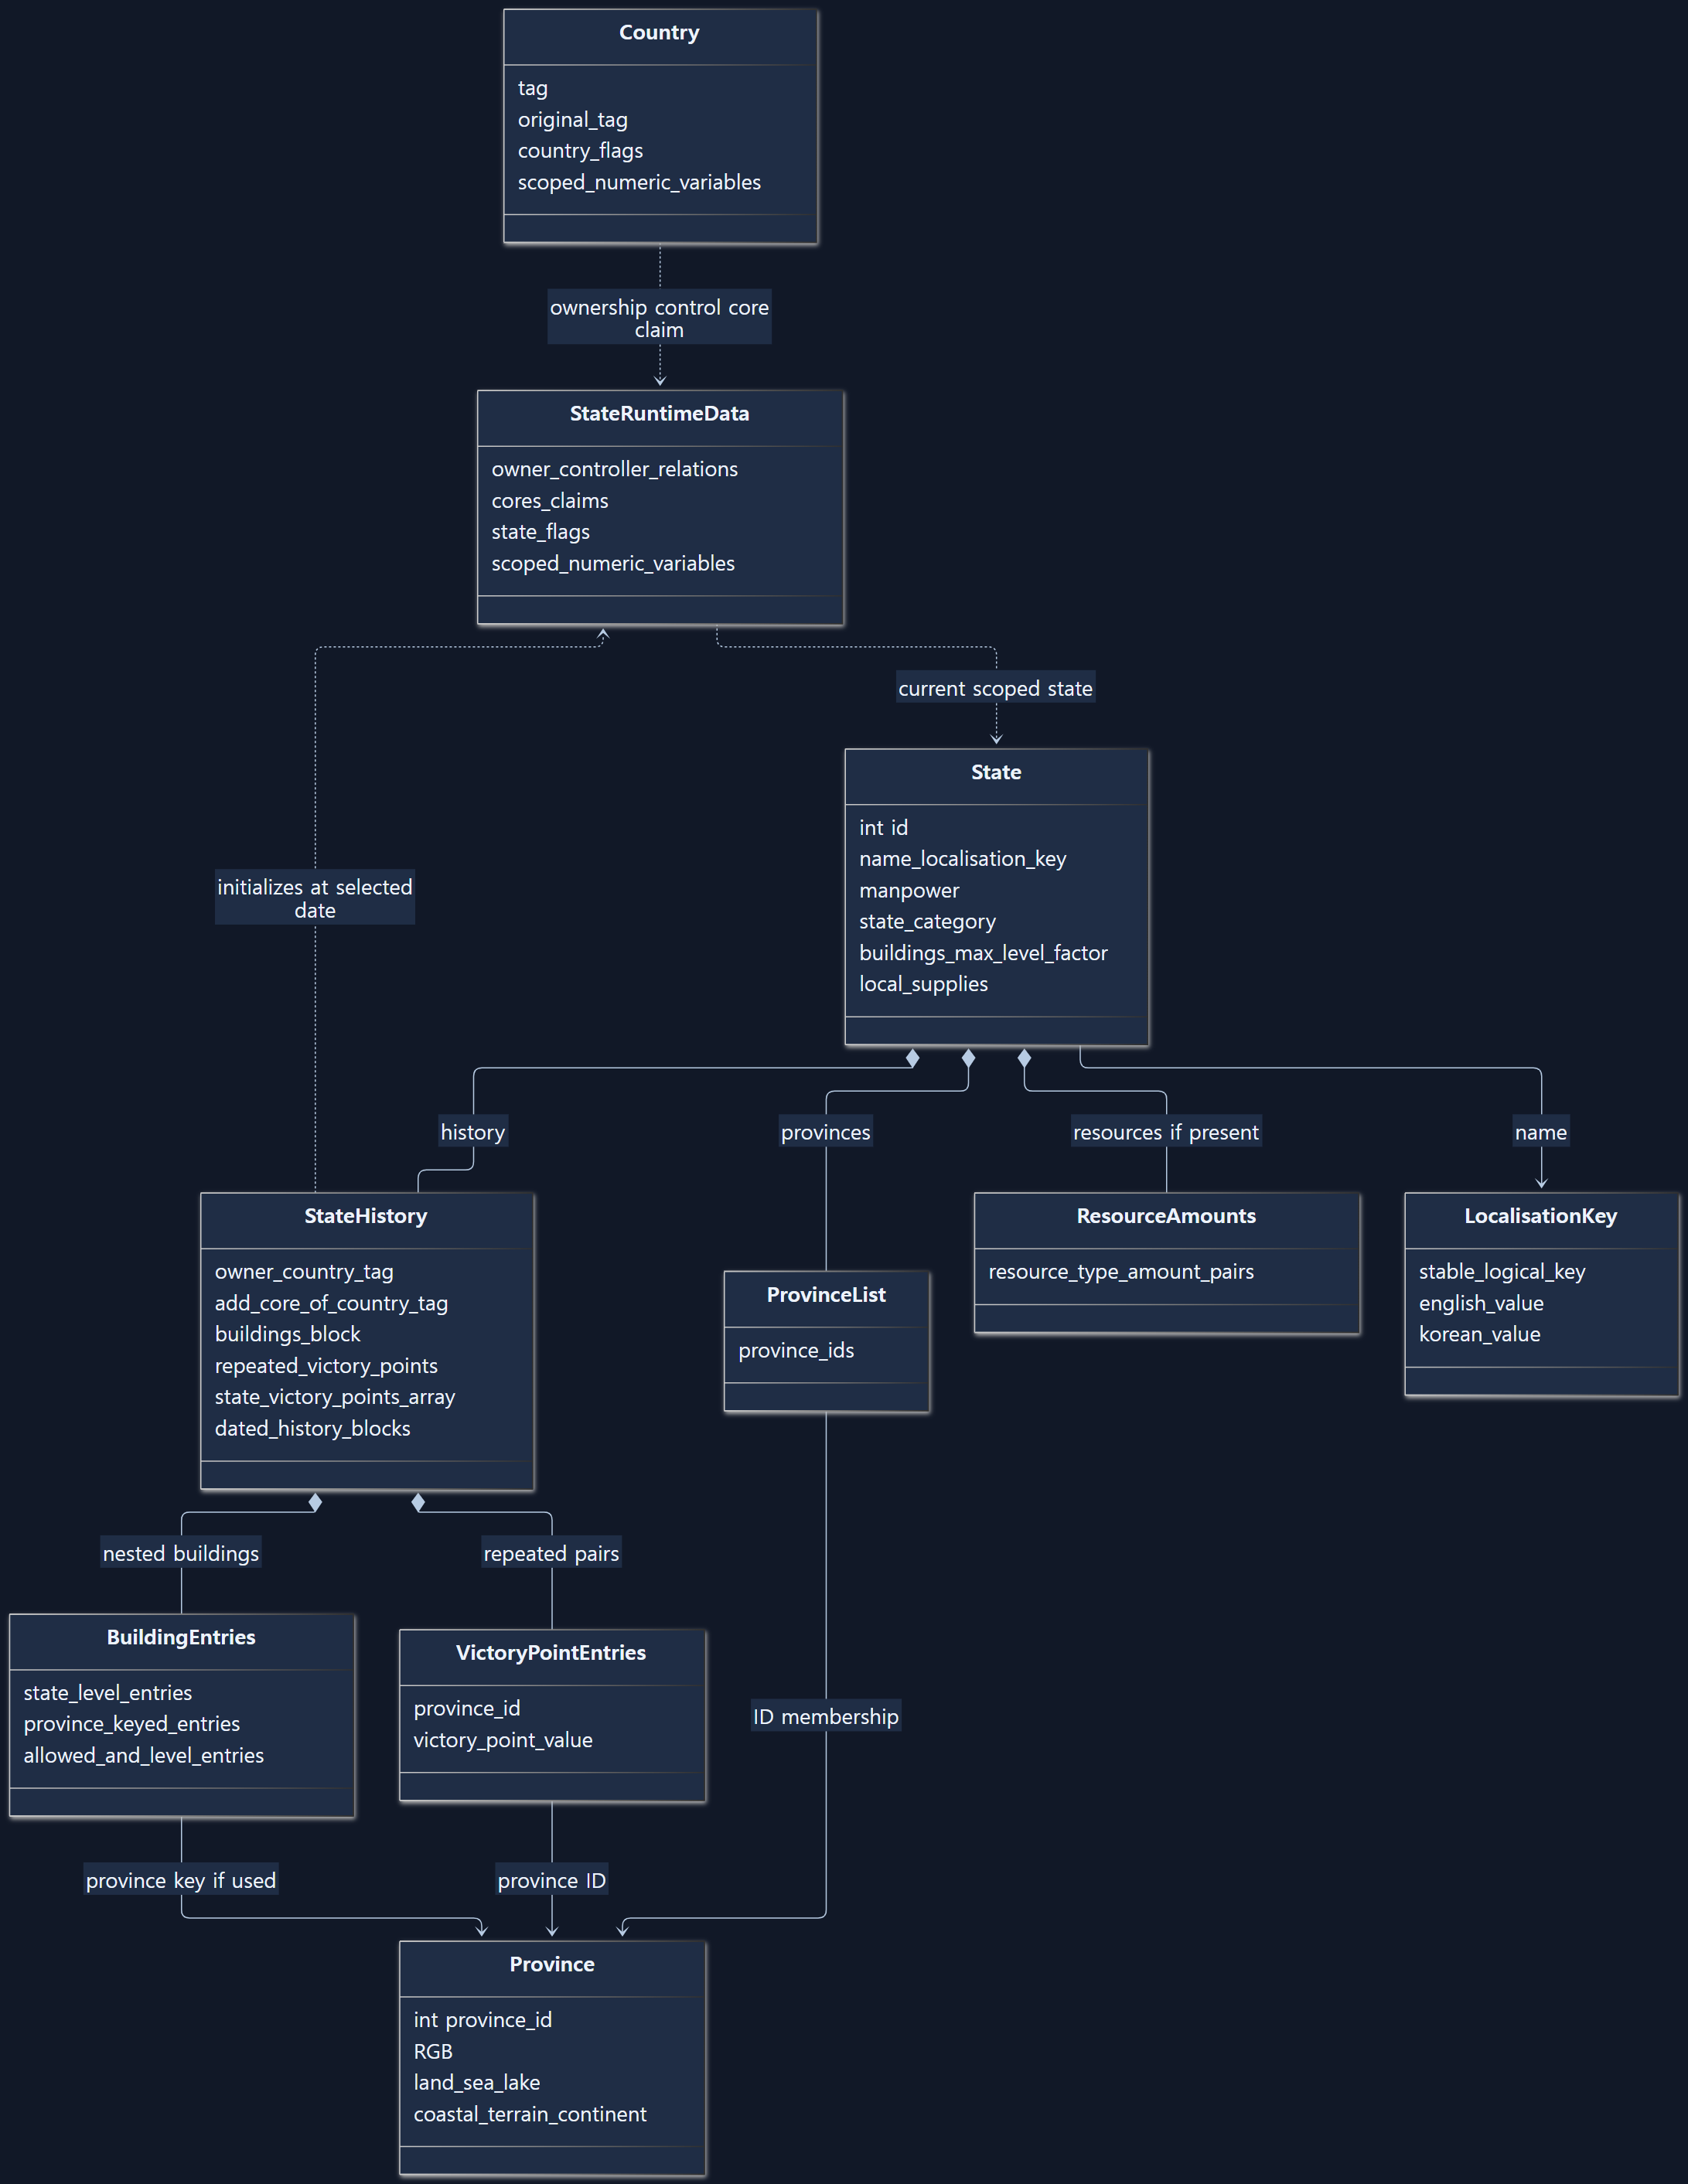 Country
tag
original_tag
country_flags
scoped_numeric_variables
ownership control core
claim
StateRuntimeData
owner_controller_relations
cores_claims
state_flags
scoped_numeric_variables
current scoped state
State
int id
name_localisation_key
manpower
state_category
buildings_max_level_factor
local_supplies
initializes at selected
date
history
provinces
resources if present
name
StateHistory
owner_country_tag
add_core_of_country_tag
buildings_block
repeated_victory_points
state_victory_points_array
dated_history_blocks
ProvinceList
province_ids
ResourceAmounts
resource_type_amount_pairs
LocalisationKey
stable_logical_key
english_value
korean_value
nested buildings
repeated pairs
BuildingEntries
state_level_entries
province_keyed_entries
allowed_and_level_entries
VictoryPointEntries
province_id
victory_point_value
ID membership
province key if used
province ID
Province
int province_id
RGB
land_sea_lake
coastal_terrain_continent